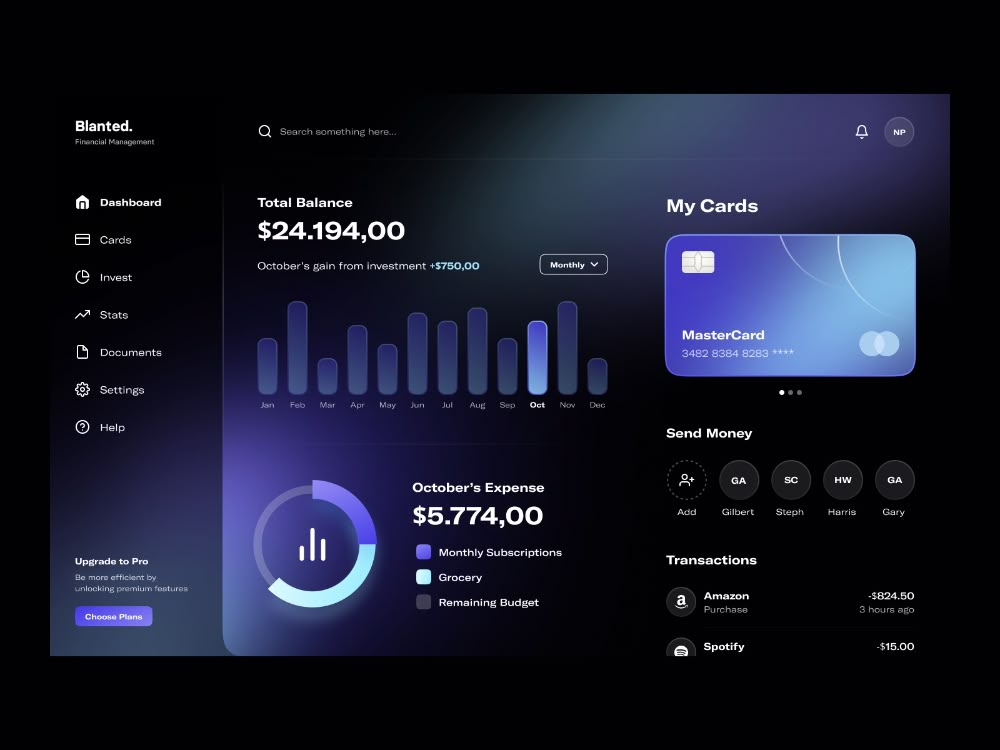 Blanted.
Financial Management
Dashboard
Cards
Invest
Stats
Documents
Settings
Help
Upgrade to Pro
Be more efficient by
unlocking premium features
Choose Plans
Search something here...
NP
Total Balance
$24.194,00
October's gain from investment +$750,00
Monthly
Jan Feb Mar Apr May Jun Jul Aug Sep Oct Nov Dec
October's Expense
$5.774,00
Monthly Subscriptions
Grocery
Remaining Budget
My Cards
MasterCard
3482 8384 8283 ****
Send Money
GA SC HW GA
Add Gilbert Steph Harris Gary
Transactions
Amazon -$824.50
Purchase 3 hours ago
Spotify -$15.00